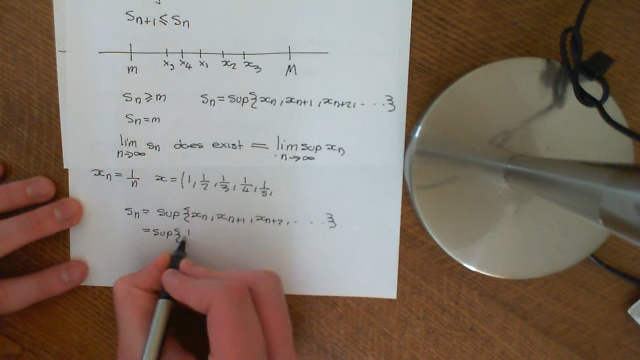 Sn+1 ≤ Sn
m x5 x4 x1 x2 x3 M
Sn ≥ m Sn = sup{xn, xn+1, xn+2, ...}
Sn = m
lim n→∞ Sn does exist = lim sup n→∞ xn
xn = 1/n x = (1, 1/2, 1/3, 1/4, 1/5,
Sn = sup{xn, xn+1, xn+2, ...}
= sup{